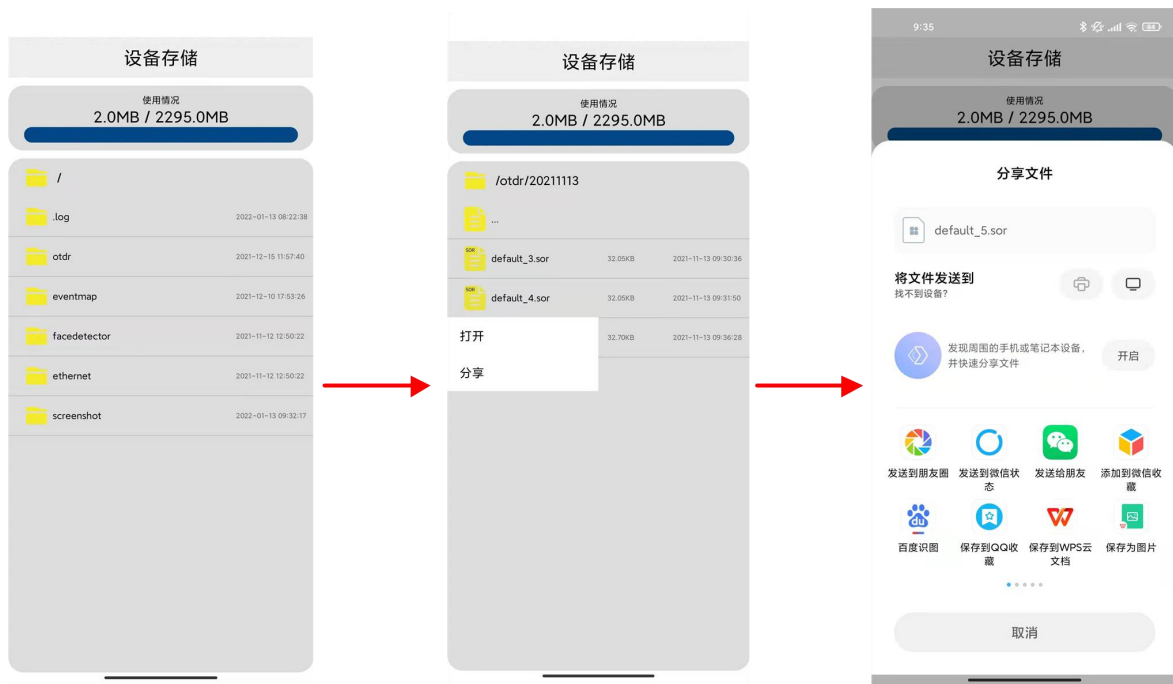 设备存储
使用情况
2.0MB / 2295.0MB
/
.log 2022-01-13 08:22:38
otdr 2021-12-15 11:57:40
eventmap 2021-12-10 17:53:26
facedetector 2021-11-12 12:50:22
ethernet 2021-11-12 12:50:22
screenshot 2022-01-13 09:32:17
设备存储
使用情况
2.0MB / 2295.0MB
/otdr/20211113
...
SOR
default_3.sor 32.05KB 2021-11-13 09:30:36
SOR
default_4.sor 32.05KB 2021-11-13 09:31:50
打开
32.70KB 2021-11-13 09:36:28
分享
9:35
设备存储
使用情况
2.0MB / 2295.0MB
分享文件
default_5.sor
将文件发送到
找不到设备?
发现周围的手机或笔记本设备,
并快速分享文件
开启
发送到朋友圈
发送到微信状
态
发送给朋友
添加到微信收
藏
du
百度识图
保存到QQ收
藏
保存到WPS云
文档
保存为图片
取消